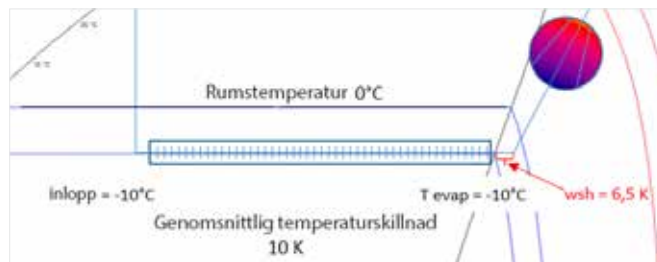 Rumstemperatur 0°C
inlopp = -10°C
T evap = -10°C
wsh = 6,5 K
Genomsnittlig temperaturskillnad
10 K